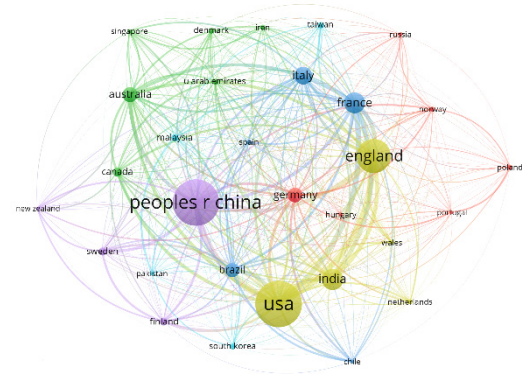 taiwan
singapore
denmark
iran
russia
italy
u arab emirates
australia
france
norway
malaysia
spain
england
canada
poland
germany
peoples r china
new zealand
hungary
portugal
wales
sweden
pakistan
brazil
india
usa
netherlands
finland
south korea
chile